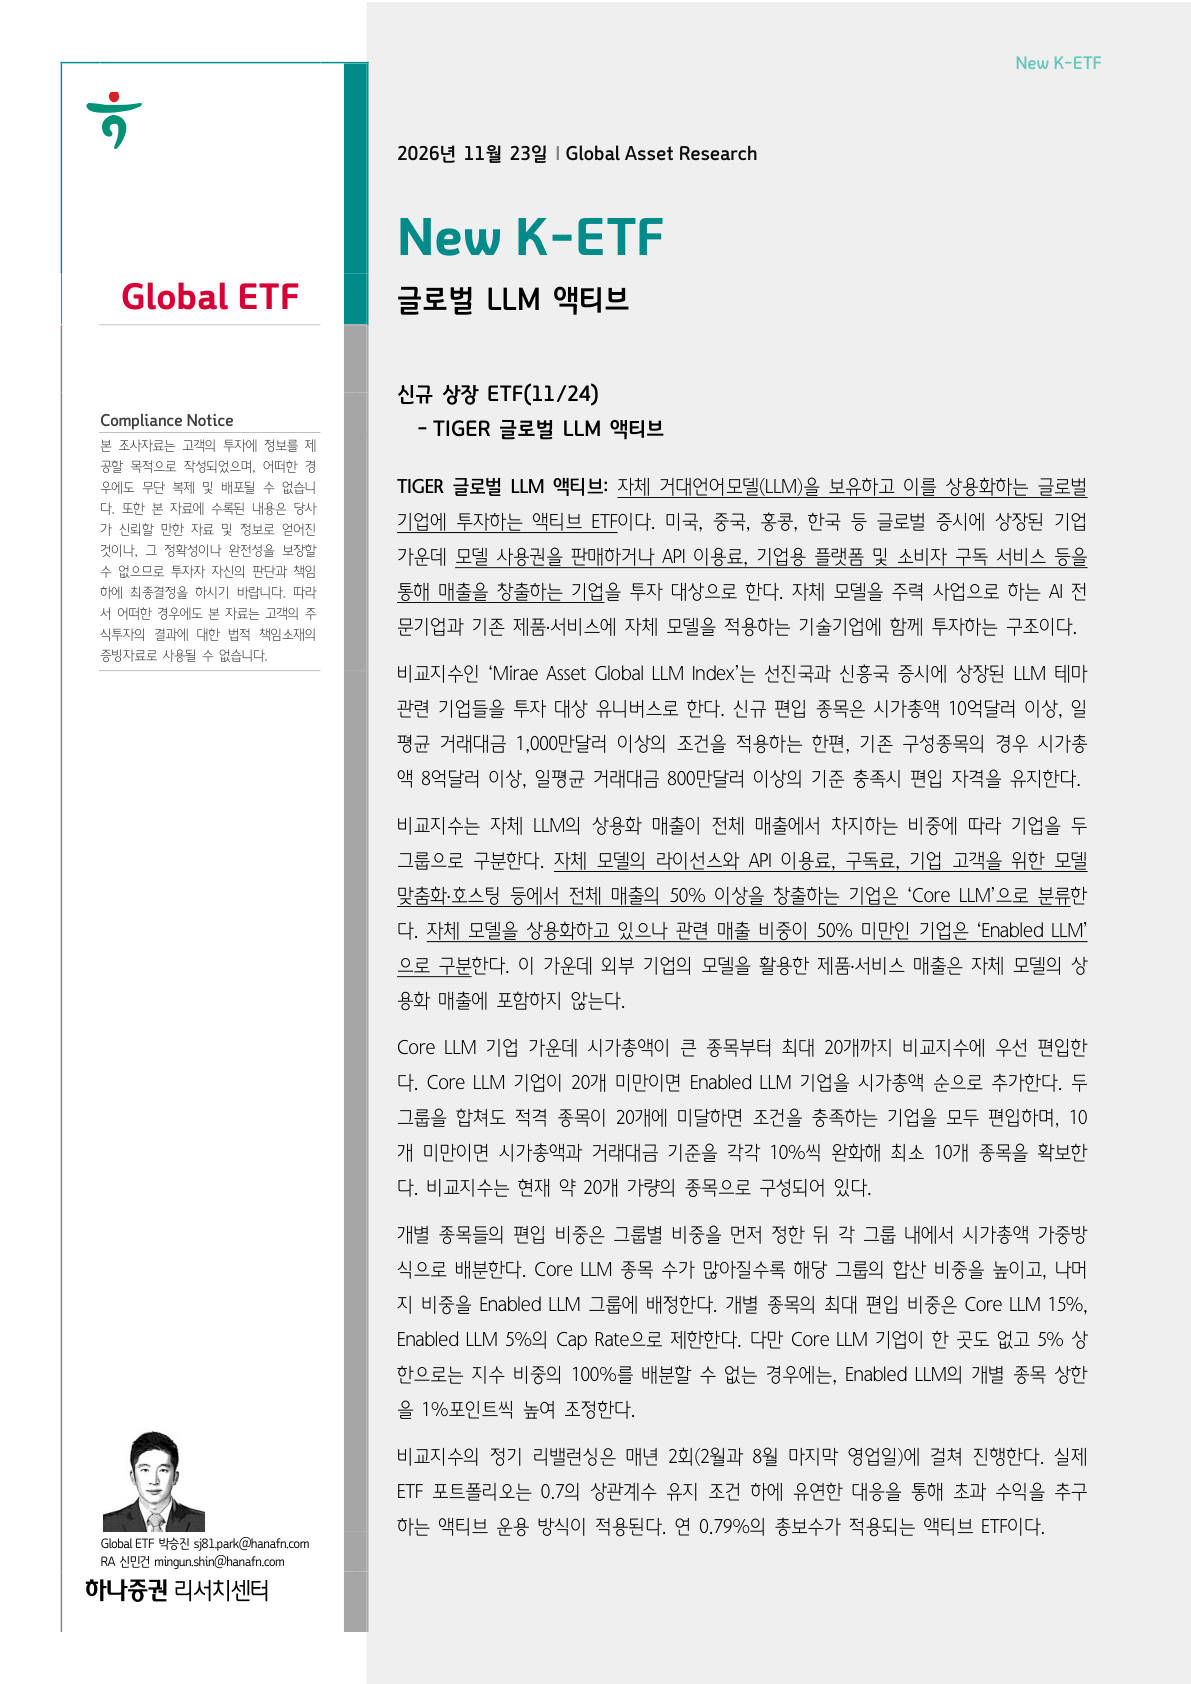 New K-ETF
2026년 11월 23일 | Global Asset Research
New K-ETF
글로벌 LLM 액티브
Global ETF
신규 상장 ETF(11/24)
- TIGER 글로벌 LLM 액티브
Compliance Notice
본 조사자료는 고객의 투자에 정보를 제
공할 목적으로 작성되었으며, 어떠한 경
우에도 무단 복제 및 배포될 수 없습니
다. 또한 본 자료에 수록된 내용은 당사
가 신뢰할 만한 자료 및 정보로 얻어진
것이나, 그 정확성이나 완전성을 보장할
수 없으므로 투자자 자신의 판단과 책임
하에 최종결정을 하시기 바랍니다. 따라
서 어떠한 경우에도 본 자료는 고객의 주
식투자의 결과에 대한 법적 책임소재의
증빙자료로 사용될 수 없습니다.
TIGER 글로벌 LLM 액티브: 자체 거대언어모델(LLM)을 보유하고 이를 상용화하는 글로벌
기업에 투자하는 액티브 ETF이다. 미국, 중국, 홍콩, 한국 등 글로벌 증시에 상장된 기업
가운데 모델 사용권을 판매하거나 API 이용료, 기업용 플랫폼 및 소비자 구독 서비스 등을
통해 매출을 창출하는 기업을 투자 대상으로 한다. 자체 모델을 주력 사업으로 하는 AI 전
문기업과 기존 제품·서비스에 자체 모델을 적용하는 기술기업에 함께 투자하는 구조이다.
비교지수인 ‘Mirae Asset Global LLM Index’는 선진국과 신흥국 증시에 상장된 LLM 테마
관련 기업들을 투자 대상 유니버스로 한다. 신규 편입 종목은 시가총액 10억달러 이상, 일
평균 거래대금 1,000만달러 이상의 조건을 적용하는 한편, 기존 구성종목의 경우 시가총
액 8억달러 이상, 일평균 거래대금 800만달러 이상의 기준 충족시 편입 자격을 유지한다.
비교지수는 자체 LLM의 상용화 매출이 전체 매출에서 차지하는 비중에 따라 기업을 두
그룹으로 구분한다. 자체 모델의 라이선스와 API 이용료, 구독료, 기업 고객을 위한 모델
맞춤화·호스팅 등에서 전체 매출의 50% 이상을 창출하는 기업은 ‘Core LLM’으로 분류한
다. 자체 모델을 상용화하고 있으나 관련 매출 비중이 50% 미만인 기업은 ‘Enabled LLM’
으로 구분한다. 이 가운데 외부 기업의 모델을 활용한 제품·서비스 매출은 자체 모델의 상
용화 매출에 포함하지 않는다.
Core LLM 기업 가운데 시가총액이 큰 종목부터 최대 20개까지 비교지수에 우선 편입한
다. Core LLM 기업이 20개 미만이면 Enabled LLM 기업을 시가총액 순으로 추가한다. 두
그룹을 합쳐도 적격 종목이 20개에 미달하면 조건을 충족하는 기업을 모두 편입하며, 10
개 미만이면 시가총액과 거래대금 기준을 각각 10%씩 완화해 최소 10개 종목을 확보한
다. 비교지수는 현재 약 20개 가량의 종목으로 구성되어 있다.
개별 종목들의 편입 비중은 그룹별 비중을 먼저 정한 뒤 각 그룹 내에서 시가총액 가중방
식으로 배분한다. Core LLM 종목 수가 많아질수록 해당 그룹의 합산 비중을 높이고, 나머
지 비중을 Enabled LLM 그룹에 배정한다. 개별 종목의 최대 편입 비중은 Core LLM 15%,
Enabled LLM 5%의 Cap Rate으로 제한한다. 다만 Core LLM 기업이 한 곳도 없고 5% 상
한으로는 지수 비중의 100%를 배분할 수 없는 경우에는, Enabled LLM의 개별 종목 상한
을 1%포인트씩 높여 조정한다.
비교지수의 정기 리밸런싱은 매년 2회(2월과 8월 마지막 영업일)에 걸쳐 진행한다. 실제
ETF 포트폴리오는 0.7의 상관계수 유지 조건 하에 유연한 대응을 통해 초과 수익을 추구
하는 액티브 운용 방식이 적용된다. 연 0.79%의 총보수가 적용되는 액티브 ETF이다.
Global ETF 박승진 sj81.park@hanafn.com
RA 신민건 mingun.shin@hanafn.com
하나증권 리서치센터